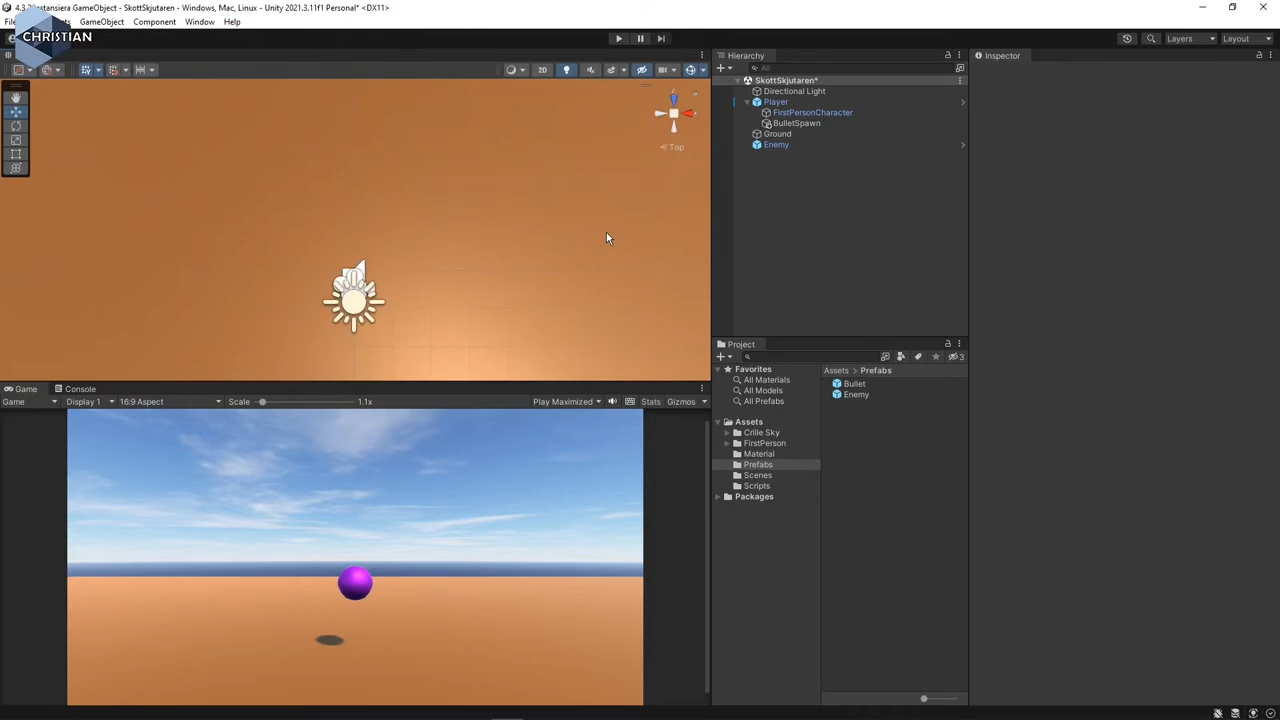 SkottSkjutaren - Windows, Mac, Linux - Unity 2021.3.11f1 Personal* <DX11>
GameObject Component Window Help
CHRISTIAN
Layers Layout
2D
Top
Hierarchy
All
SkottSkjutaren*
Directional Light
Player
FirstPersonCharacter
BulletSpawn
Ground
Enemy
Inspector
Game Console
Game Display 1 16:9 Aspect Scale 1.1x Play Maximized Stats Gizmos
Project
3
Favorites
All Materials
All Models
All Prefabs
Assets
Crille Sky
FirstPerson
Material
Prefabs
Scenes
Scripts
Packages
Assets > Prefabs
Bullet
Enemy